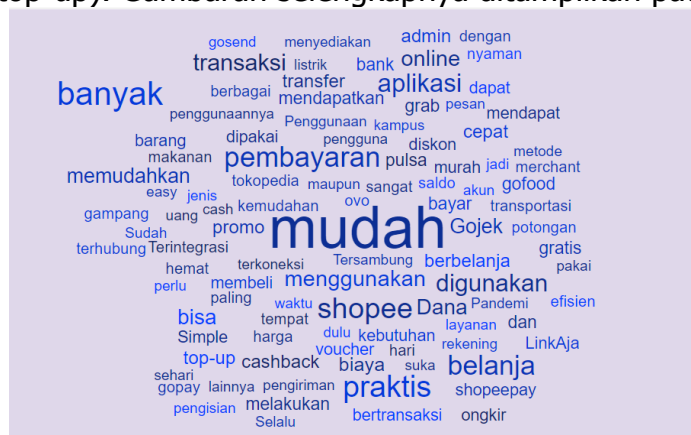 top-up). Gambaran selengkapnya ditampilkan pa
gosend menyediakan admin dengan
transaksi listrik bank online nyaman
banyak berbagai transfer aplikasi dapat
mendapatkan grab pesan mendapat
penggunaannya Penggunaan kampus cepat
barang dipakai pengguna diskon metode
makanan pembayaran pulsa murah jadi merchant
memudahkan tokopedia maupun sangat saldo akun gofood
easy jenis
gampang uang cash kemudahan ovo bayar transportasi
Sudah promo mudah Gojek potongan
terhubung Terintegrasi gratis
hemat terkoneksi Tersambung berbelanja pakai
perlu membeli menggunakan digunakan
paling waktu shopee Dana Pandemi efisien
bisa tempat layanan dan
Simple harga dulu kebutuhan rekening LinkAja
top-up cashback voucher hari
biaya suka belanja
sehari
gopay lainnya pengiriman praktis shopeepay
pengisian melakukan bertransaksi ongkir
Selalu